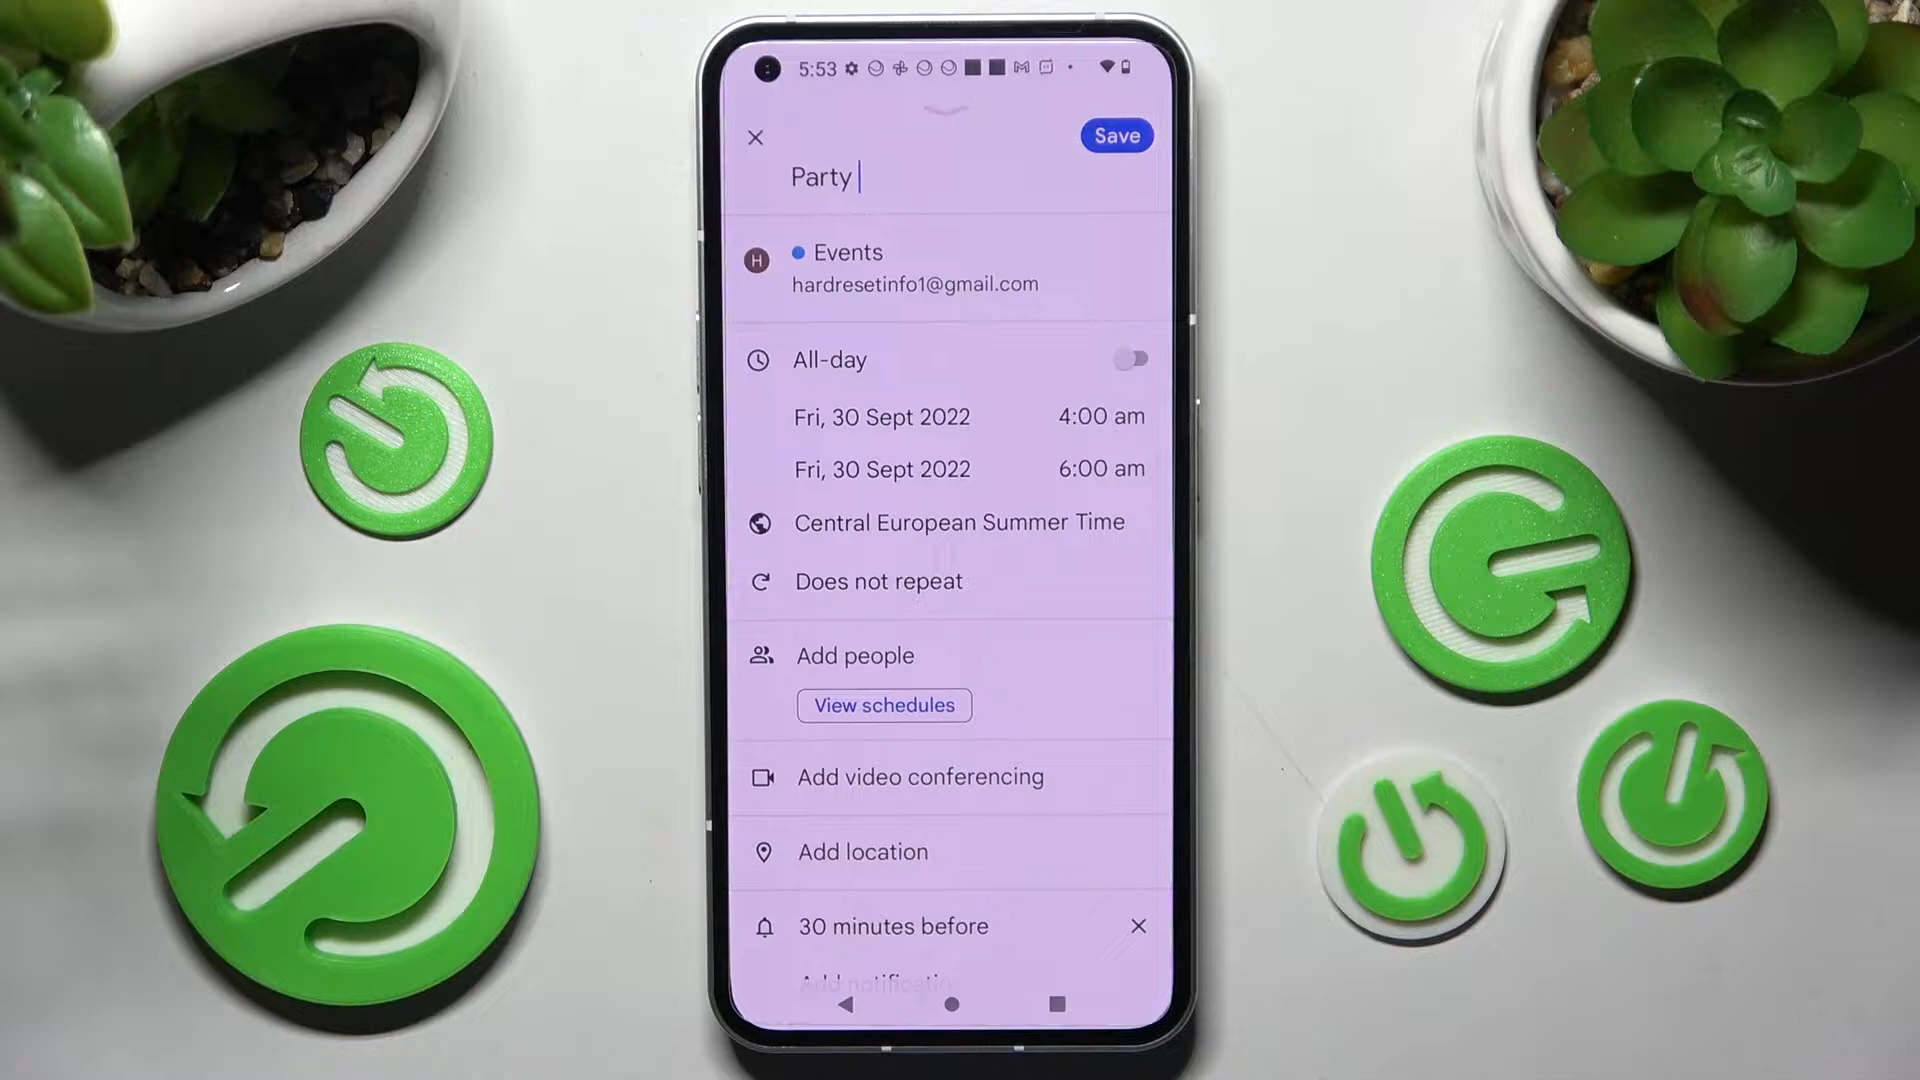 5:53
Save
Party
H
Events
hardresetinfo1@gmail.com
All-day
Fri, 30 Sept 2022 4:00 am
Fri, 30 Sept 2022 6:00 am
Central European Summer Time
Does not repeat
Add people
View schedules
Add video conferencing
Add location
30 minutes before
Add notification